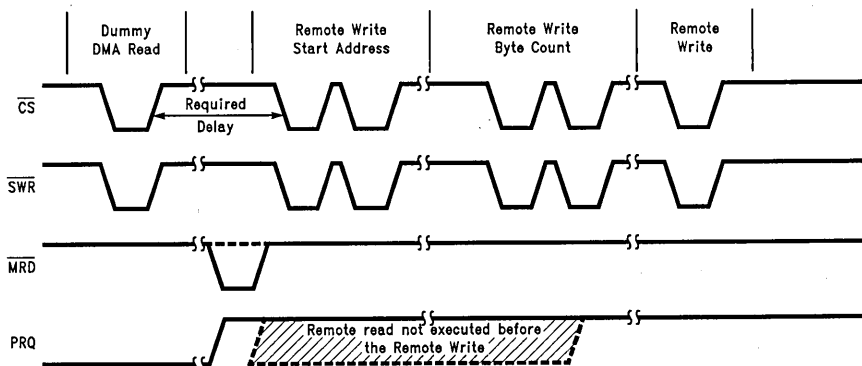 Dummy
DMA Read
Remote Write
Start Address
Remote Write
Byte Count
Remote
Write
CS
Required
Delay
SWR
MRD
PRQ
Remote read not executed before
the Remote Write